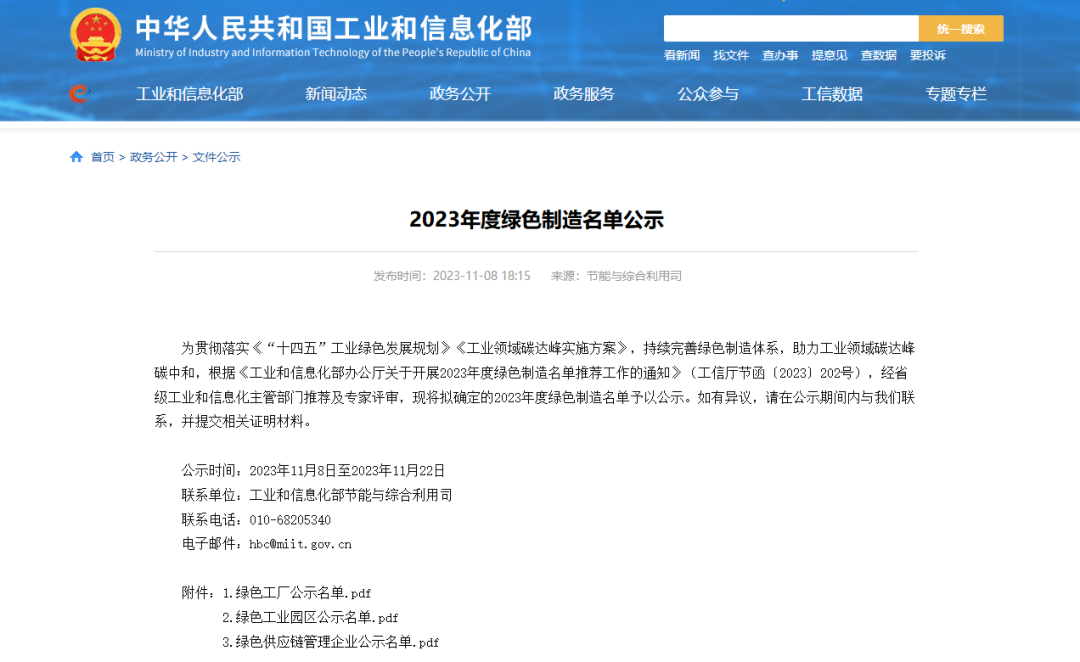 中华人民共和国工业和信息化部
Ministry of Industry and Information Technology of the People's Republic of China
统一搜索
看新闻 找文件 查办事 提意见 查数据 要投诉
工业和信息化部 新闻动态 政务公开 政务服务 公众参与 工信数据 专题专栏
首页 > 政务公开 > 文件公示
2023年度绿色制造名单公示
发布时间：2023-11-08 18:15 来源：节能与综合利用司
为贯彻落实《“十四五”工业绿色发展规划》《工业领域碳达峰实施方案》，持续完善绿色制造体系，助力工业领域碳达峰
碳中和，根据《工业和信息化部办公厅关于开展2023年度绿色制造名单推荐工作的通知》（工信厅节函〔2023〕202号），经省
级工业和信息化主管部门推荐及专家评审，现将拟确定的2023年度绿色制造名单予以公示。如有异议，请在公示期间内与我们联
系，并提交相关证明材料。
公示时间：2023年11月8日至2023年11月22日
联系单位：工业和信息化部节能与综合利用司
联系电话：010-68205340
电子邮件：hbc@miit.gov.cn
附件：1.绿色工厂公示名单.pdf
2.绿色工业园区公示名单.pdf
3.绿色供应链管理企业公示名单.pdf